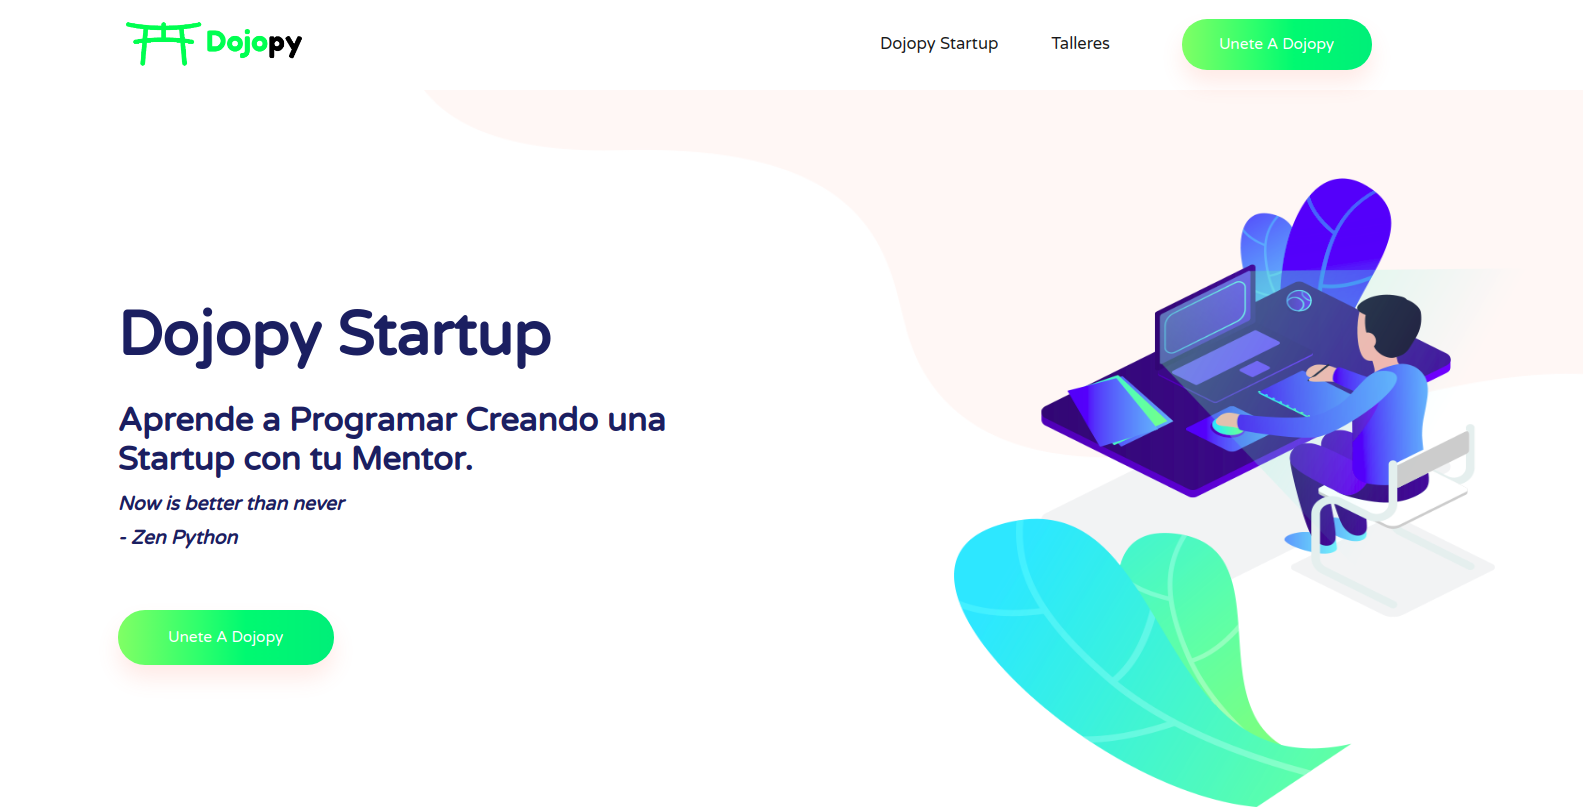 Dojopy
Dojopy Startup
Talleres
Unete A Dojopy
Dojopy Startup
Aprende a Programar Creando una
Startup con tu Mentor.
Now is better than never
- Zen Python
Unete A Dojopy